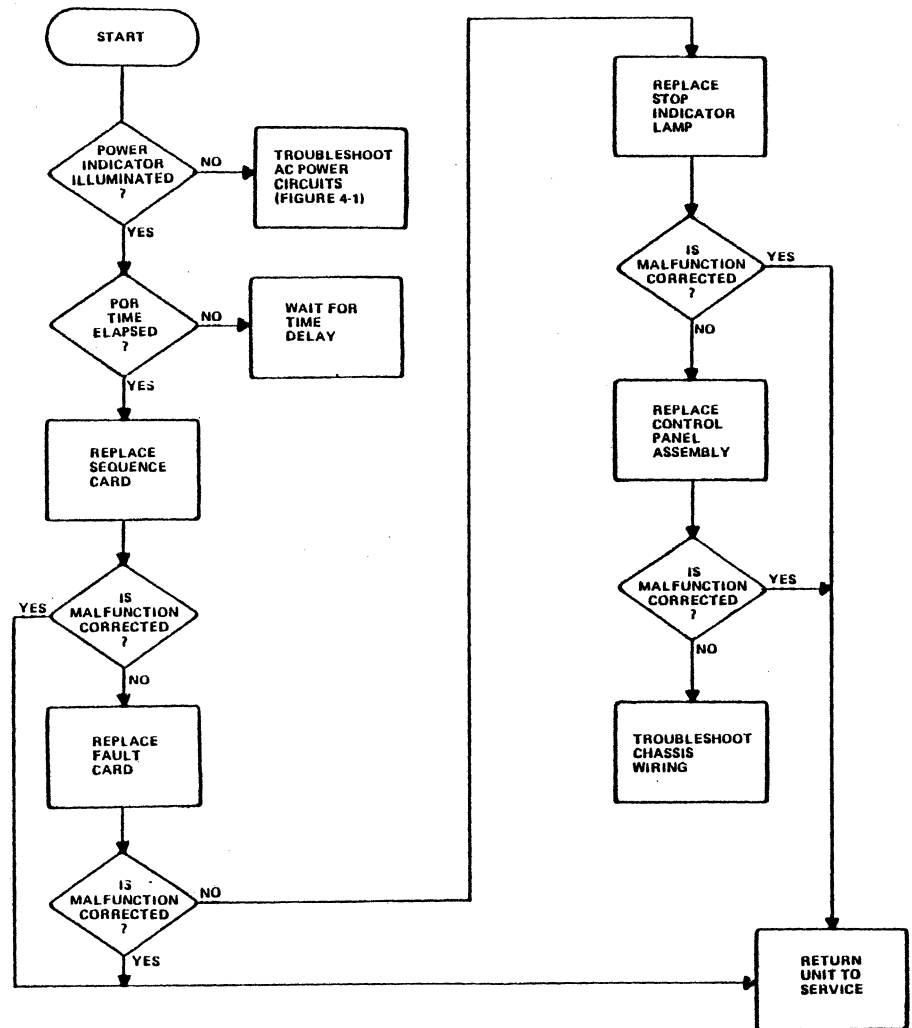 START
POWER
INDICATOR
ILLUMINATED
?
NO
TROUBLESHOOT
AC POWER
CIRCUITS
(FIGURE 4-1)
YES
POR
TIME
ELAPSED
?
NO
WAIT FOR
TIME
DELAY
YES
REPLACE
SEQUENCE
CARD
YES
IS
MALFUNCTION
CORRECTED
?
NO
REPLACE
FAULT
CARD
IS
MALFUNCTION
CORRECTED
?
NO
YES
REPLACE
STOP
INDICATOR
LAMP
IS
MALFUNCTION
CORRECTED
?
YES
NO
REPLACE
CONTROL
PANEL
ASSEMBLY
IS
MALFUNCTION
CORRECTED
?
YES
NO
TROUBLESHOOT
CHASSIS
WIRING
RETURN
UNIT TO
SERVICE